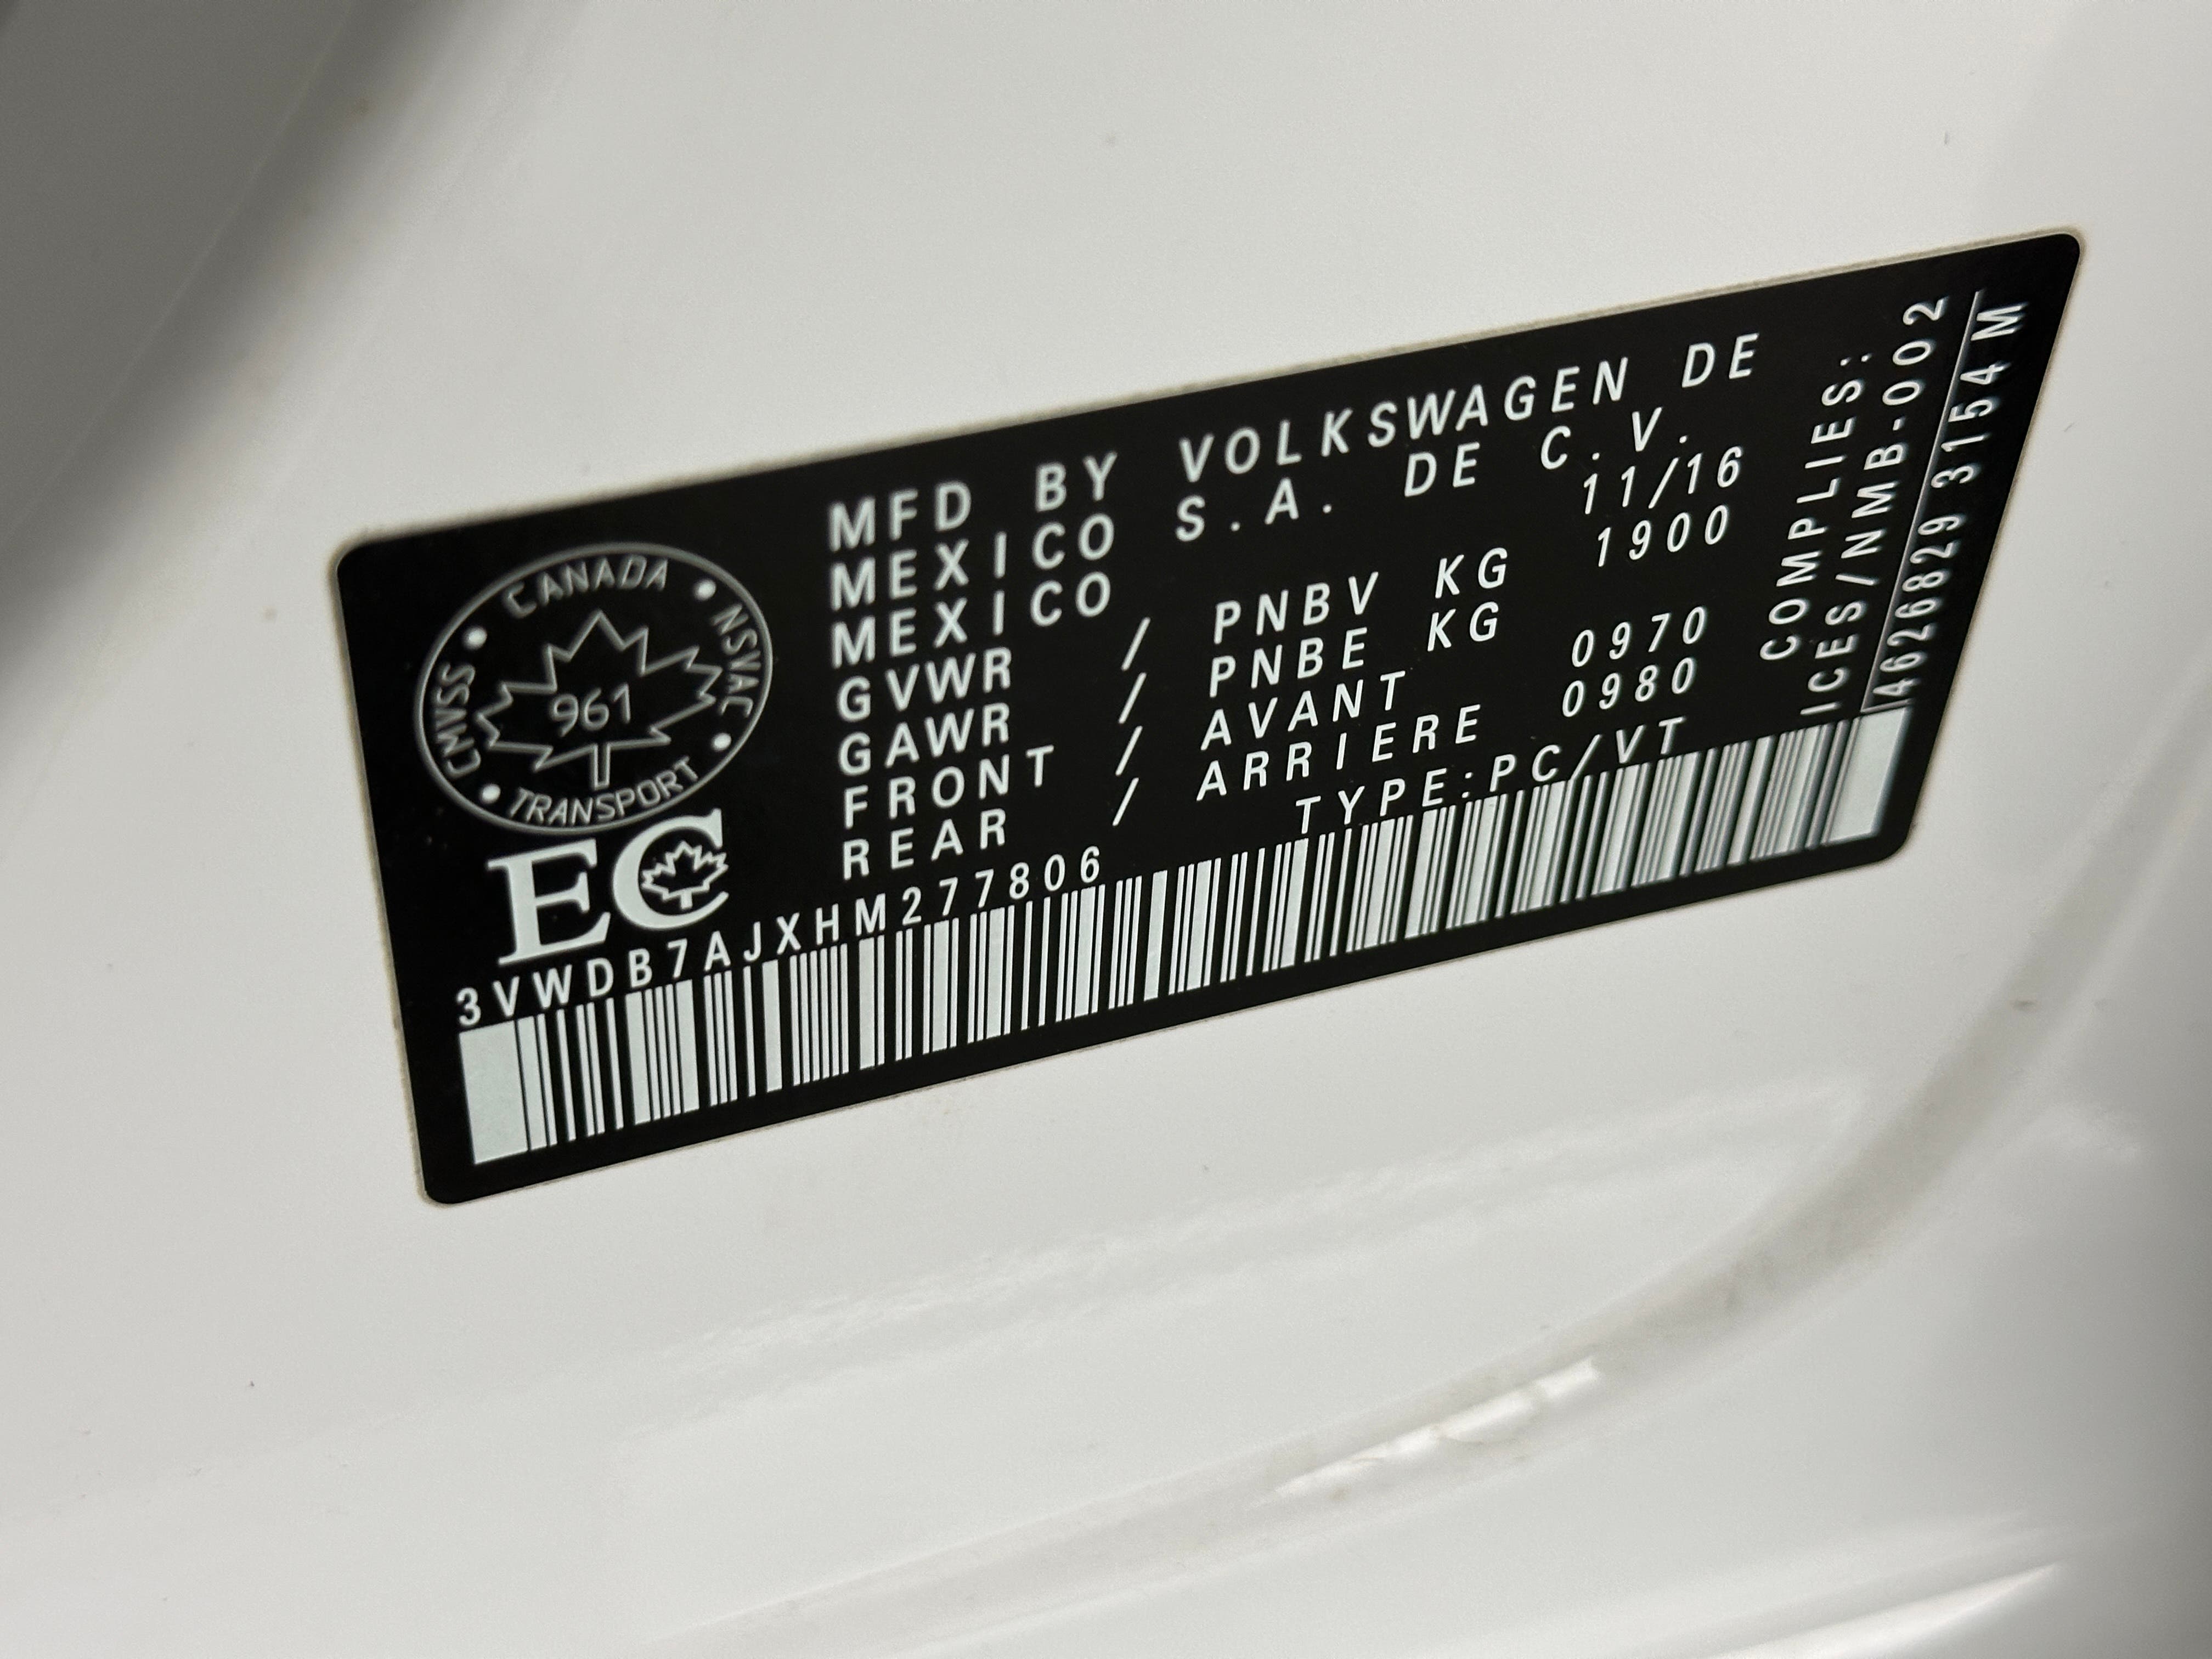 CANADA
NSVAC
CMVSS
961
TRANSPORT
EC
MFD BY VOLKSWAGEN DE
MEXICO S.A. DE C.V.
MEXICO 11/16
GVWR / PNBV KG 1900
GAWR / PNBE KG
FRONT / AVANT 0970
REAR / ARRIERE 0980
TYPE:PC/VT
3VWDB7AJXHM277806
COMPLIES:
ICES/NMB-002
4626829 3154 M